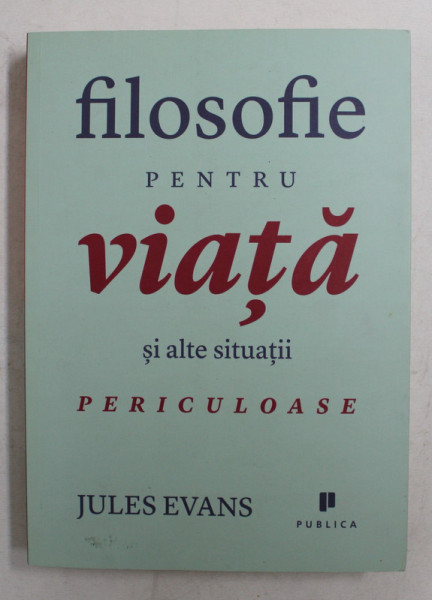 filosofie
PENTRU
viață
și alte situații
PERICULOASE
JULES EVANS
PUBLICA